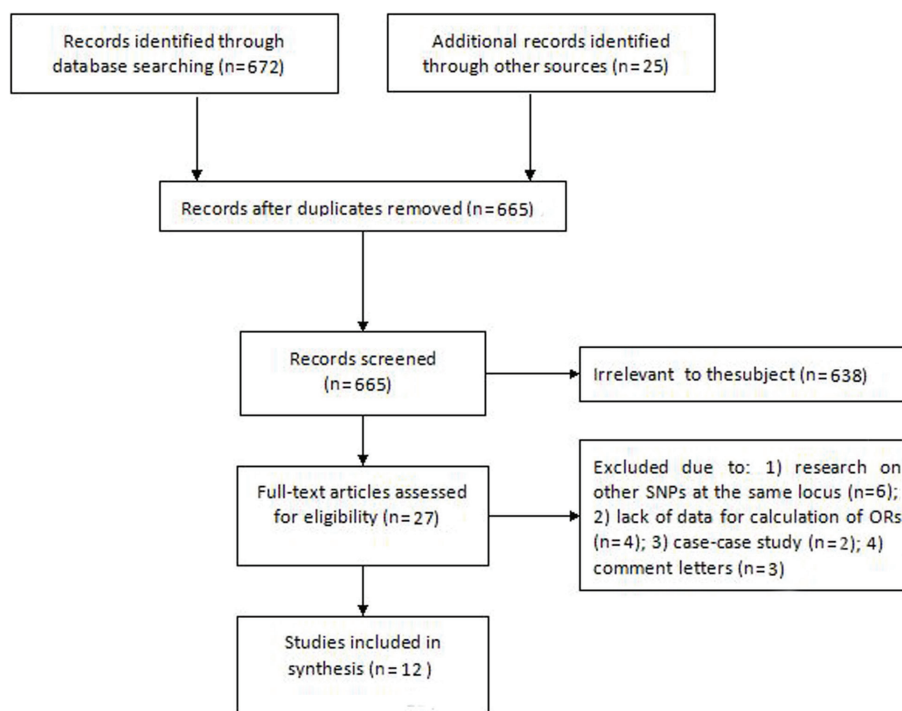 Records identified through
database searching (n=672)
Additional records identified
through other sources (n=25)
Records after duplicates removed (n=665)
Records screened
(n=665)
Irrelevant to thesubject (n=638)
Full-text articles assessed
for eligibility (n=27)
Excluded due to: 1) research on
other SNPs at the same locus (n=6);
2) lack of data for calculation of ORs
(n=4); 3) case-case study (n=2); 4)
comment letters (n=3)
Studies included in
synthesis (n=12)